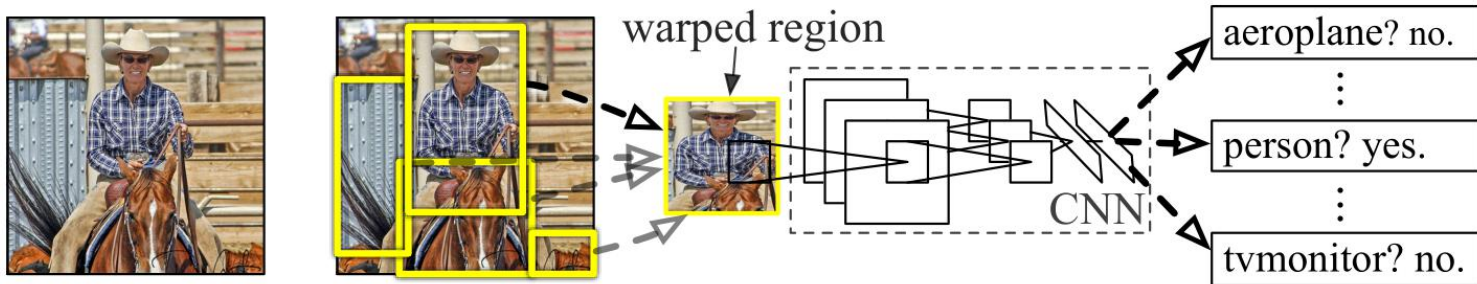 warped region
CNN
aeroplane? no.
⋮
person? yes.
⋮
tvmonitor? no.